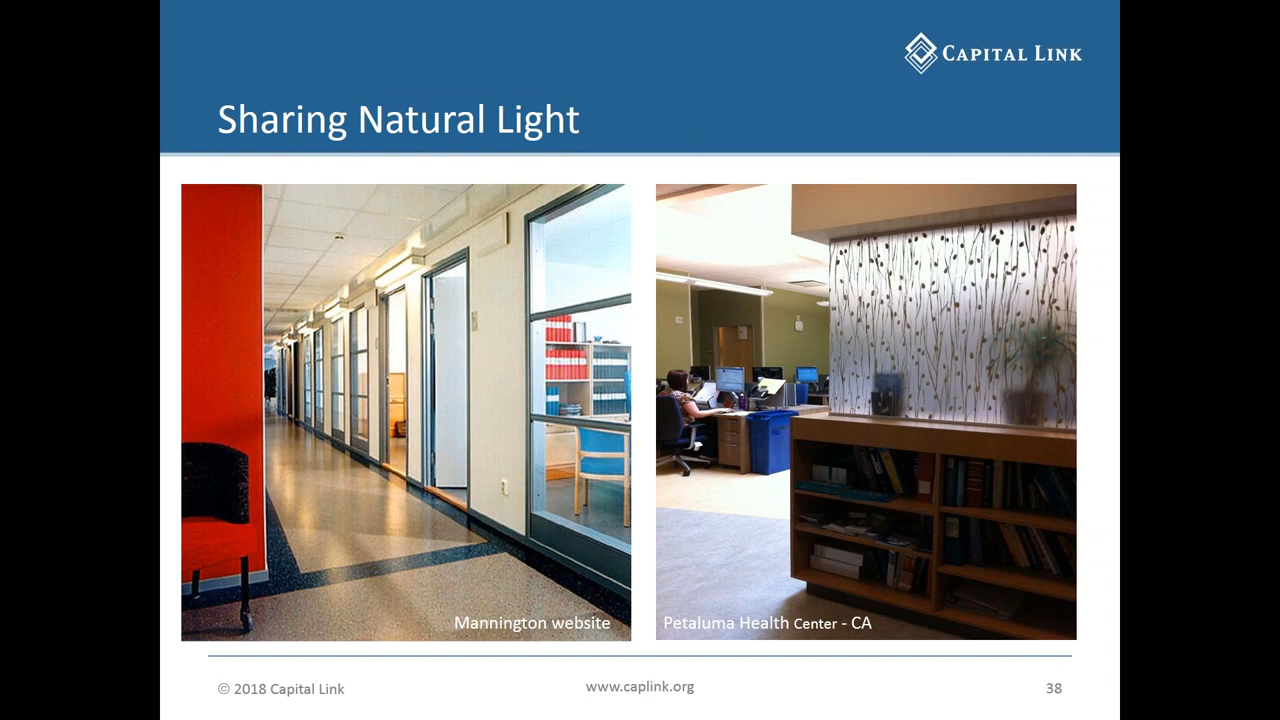 CAPITAL LINK
Sharing Natural Light
Mannington website
Petaluma Health Center - CA
© 2018 Capital Link
www.caplink.org
38